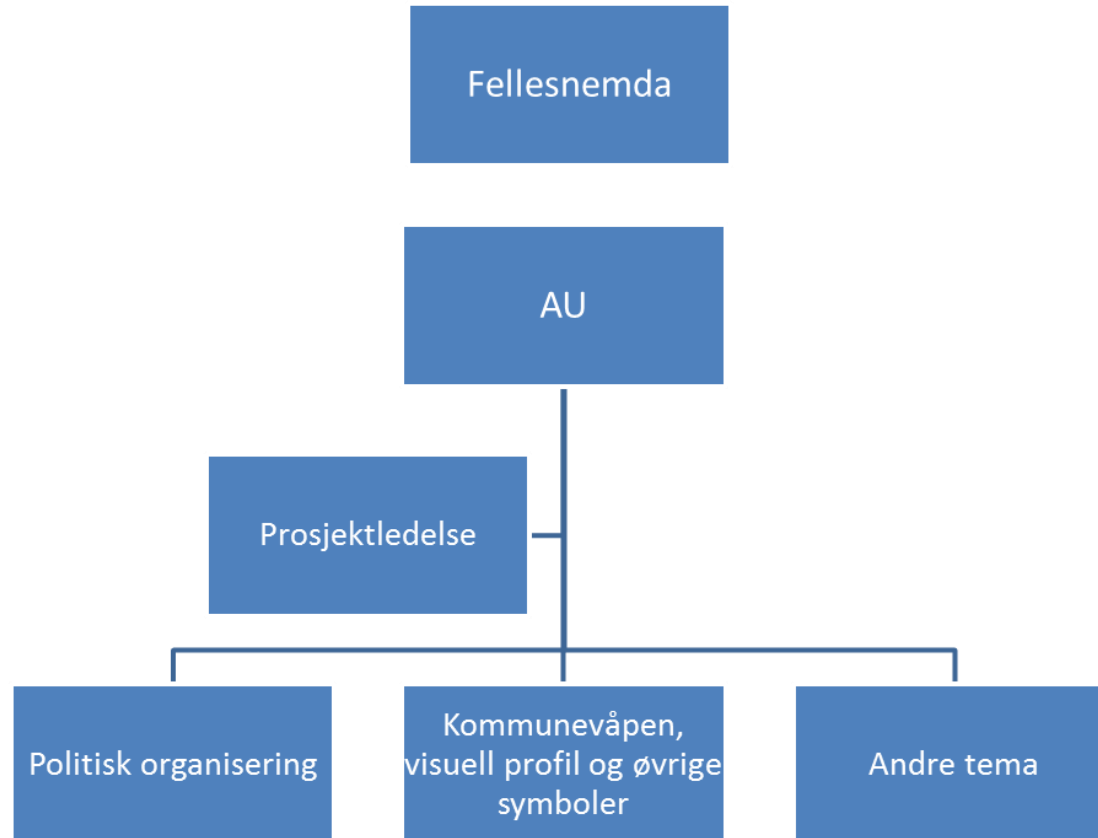 Fellesnemda
AU
Prosjektledelse
Politisk organisering
Kommunevåpen,
visuell profil og øvrige
symboler
Andre tema